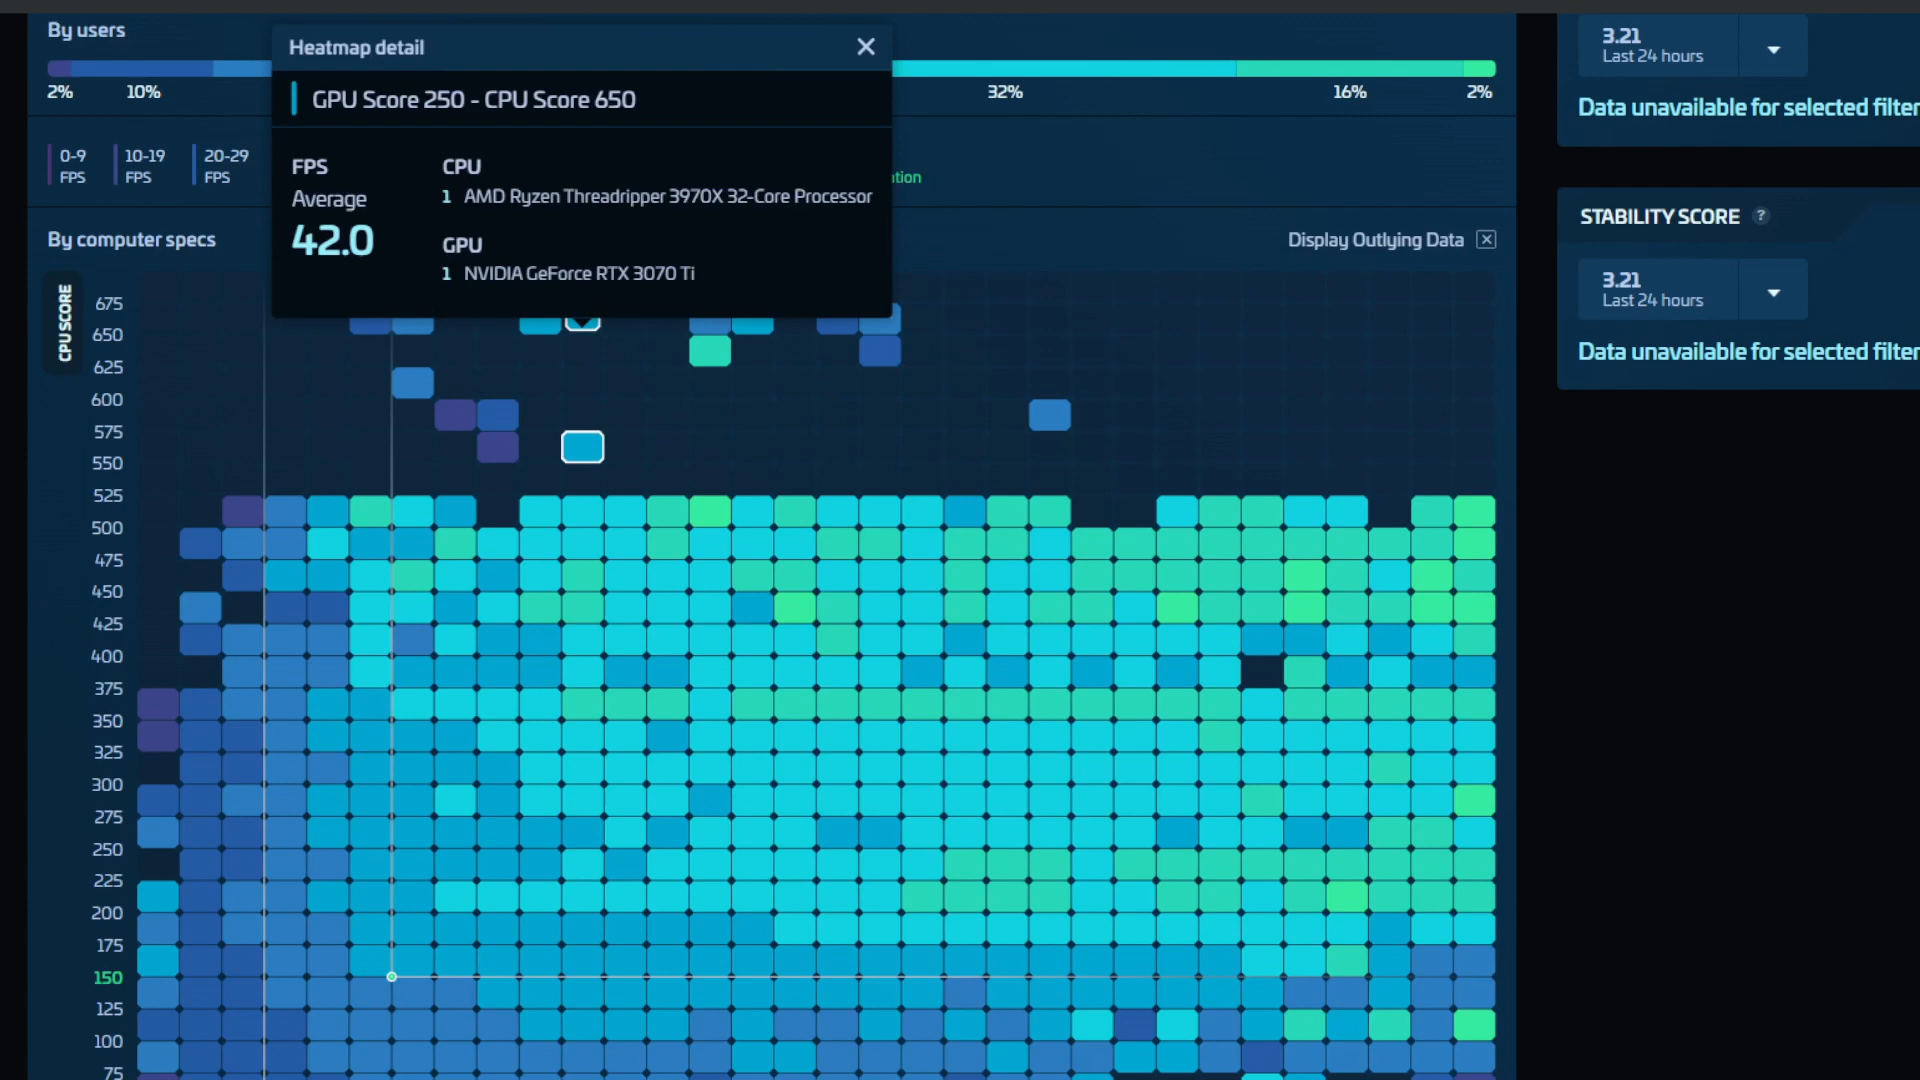 By users
2%
10%
32%
16%
2%
0-9
FPS
10-19
FPS
20-29
FPS
Heatmap detail
GPU Score 250 - CPU Score 650
FPS
Average
42.0
CPU
1 AMD Ryzen Threadripper 3970X 32-Core Processor
GPU
1 NVIDIA GeForce RTX 3070 Ti
By computer specs
Display Outlying Data
CPU SCORE
675
650
625
600
575
550
525
500
475
450
425
400
375
350
325
300
275
250
225
200
175
150
125
100
75
3.21
Last 24 hours
Data unavailable for selected filter
STABILITY SCORE ?
3.21
Last 24 hours
Data unavailable for selected filter